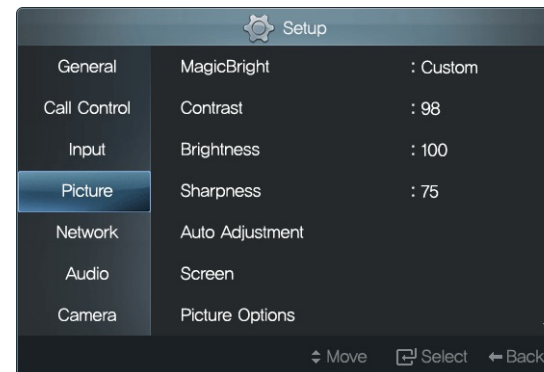 Setup
General
Call Control
Input
Picture
Network
Audio
Camera
MagicBright : Custom
Contrast : 98
Brightness : 100
Sharpness : 75
Auto Adjustment
Screen
Picture Options
Move Select Back